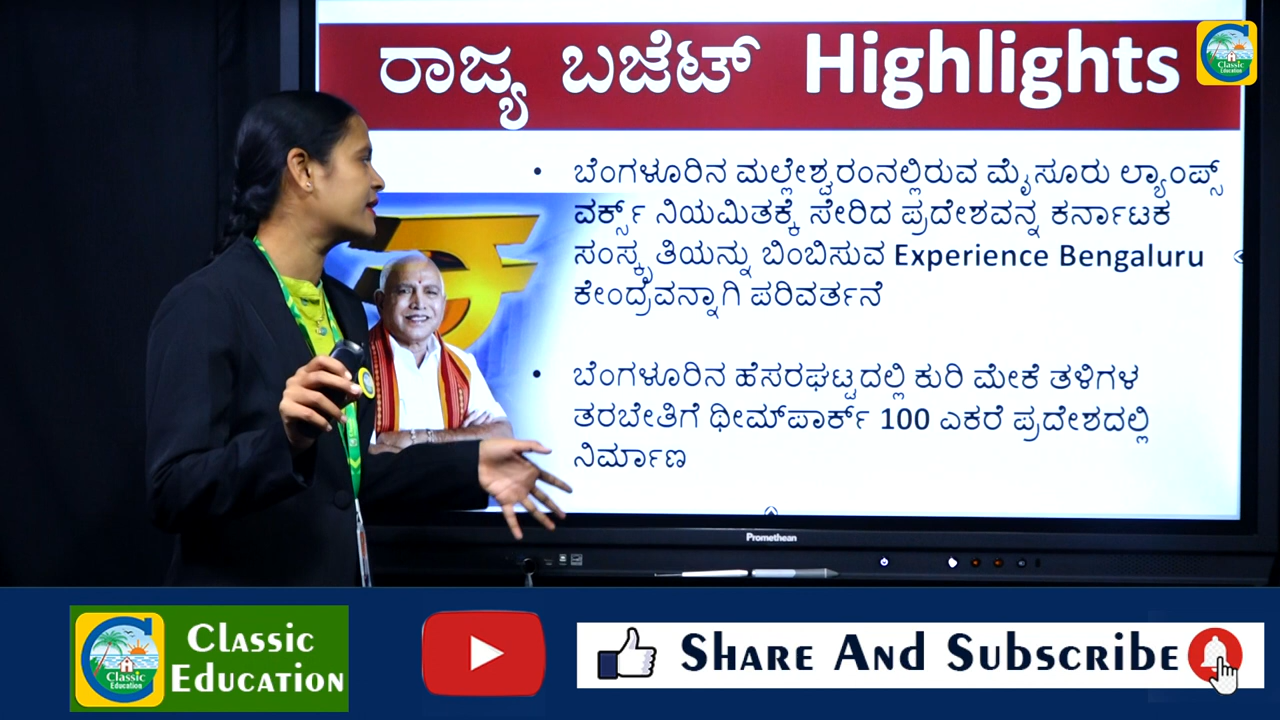 ರಾಜ್ಯ ಬಜೆಟ್ Highlights
Classic
Education
• ಬೆಂಗಳೂರಿನ ಮಲ್ಲೇಶ್ವರಂನಲ್ಲಿರುವ ಮೈಸೂರು ಲ್ಯಾಂಪ್ಸ್
ವರ್ಕ್ಸ್ ನಿಯಮಿತಕ್ಕೆ ಸೇರಿದ ಪ್ರದೇಶವನ್ನ ಕರ್ನಾಟಕ
ಸಂಸ್ಕೃತಿಯನ್ನು ಬಿಂಬಿಸುವ Experience Bengaluru
ಕೇಂದ್ರವನ್ನಾಗಿ ಪರಿವರ್ತನೆ
• ಬೆಂಗಳೂರಿನ ಹೆಸರಘಟ್ಟದಲ್ಲಿ ಕುರಿ ಮೇಕೆ ತಳಿಗಳ
ತರಬೇತಿಗೆ ಥೀಮ್‌ಪಾರ್ಕ್ 100 ಎಕರೆ ಪ್ರದೇಶದಲ್ಲಿ
ನಿರ್ಮಾಣ
Promethean
Classic
Education
Classic
Education
Share And Subscribe